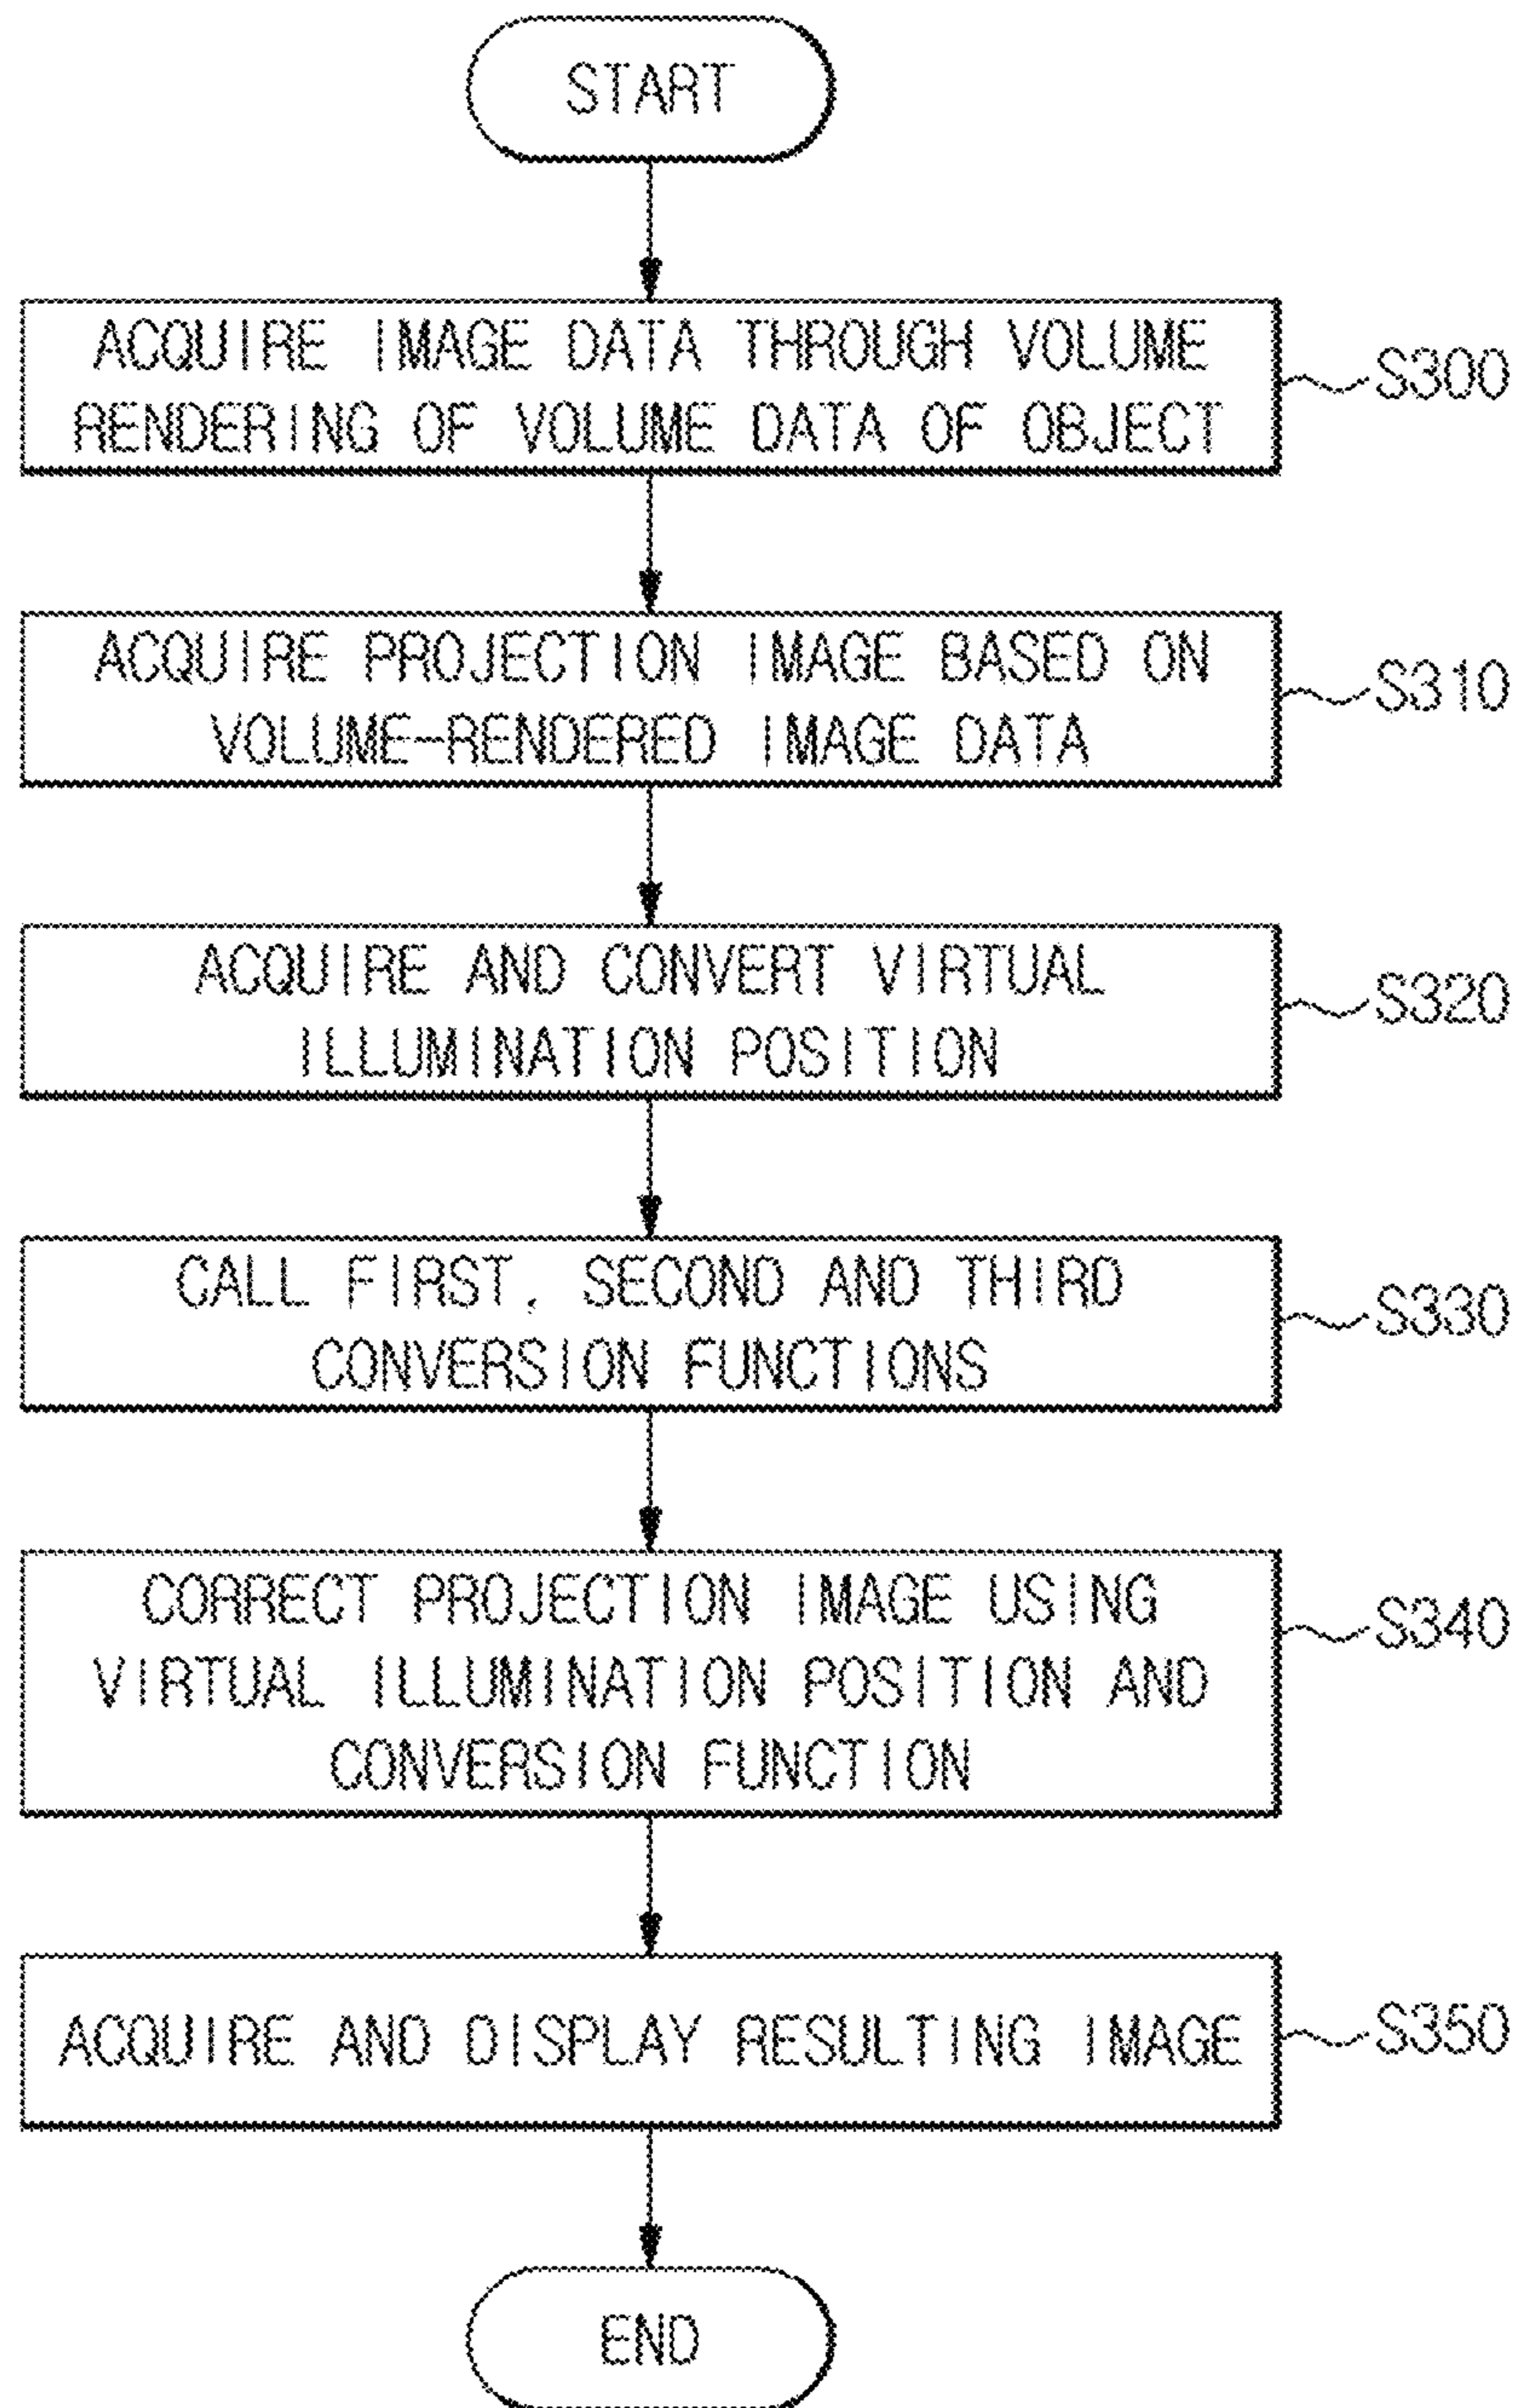 START
ACQUIRE IMAGE DATA THROUGH VOLUME
RENDERING OF VOLUME DATA OF OBJECT
S300
ACQUIRE PROJECTION IMAGE BASED ON
VOLUME-RENDERED IMAGE DATA
S310
ACQUIRE AND CONVERT VIRTUAL
ILLUMINATION POSITION
S320
CALL FIRST, SECOND AND THIRD
CONVERSION FUNCTIONS
S330
CORRECT PROJECTION IMAGE USING
VIRTUAL ILLUMINATION POSITION AND
CONVERSION FUNCTION
S340
ACQUIRE AND DISPLAY RESULTING IMAGE
S350
END